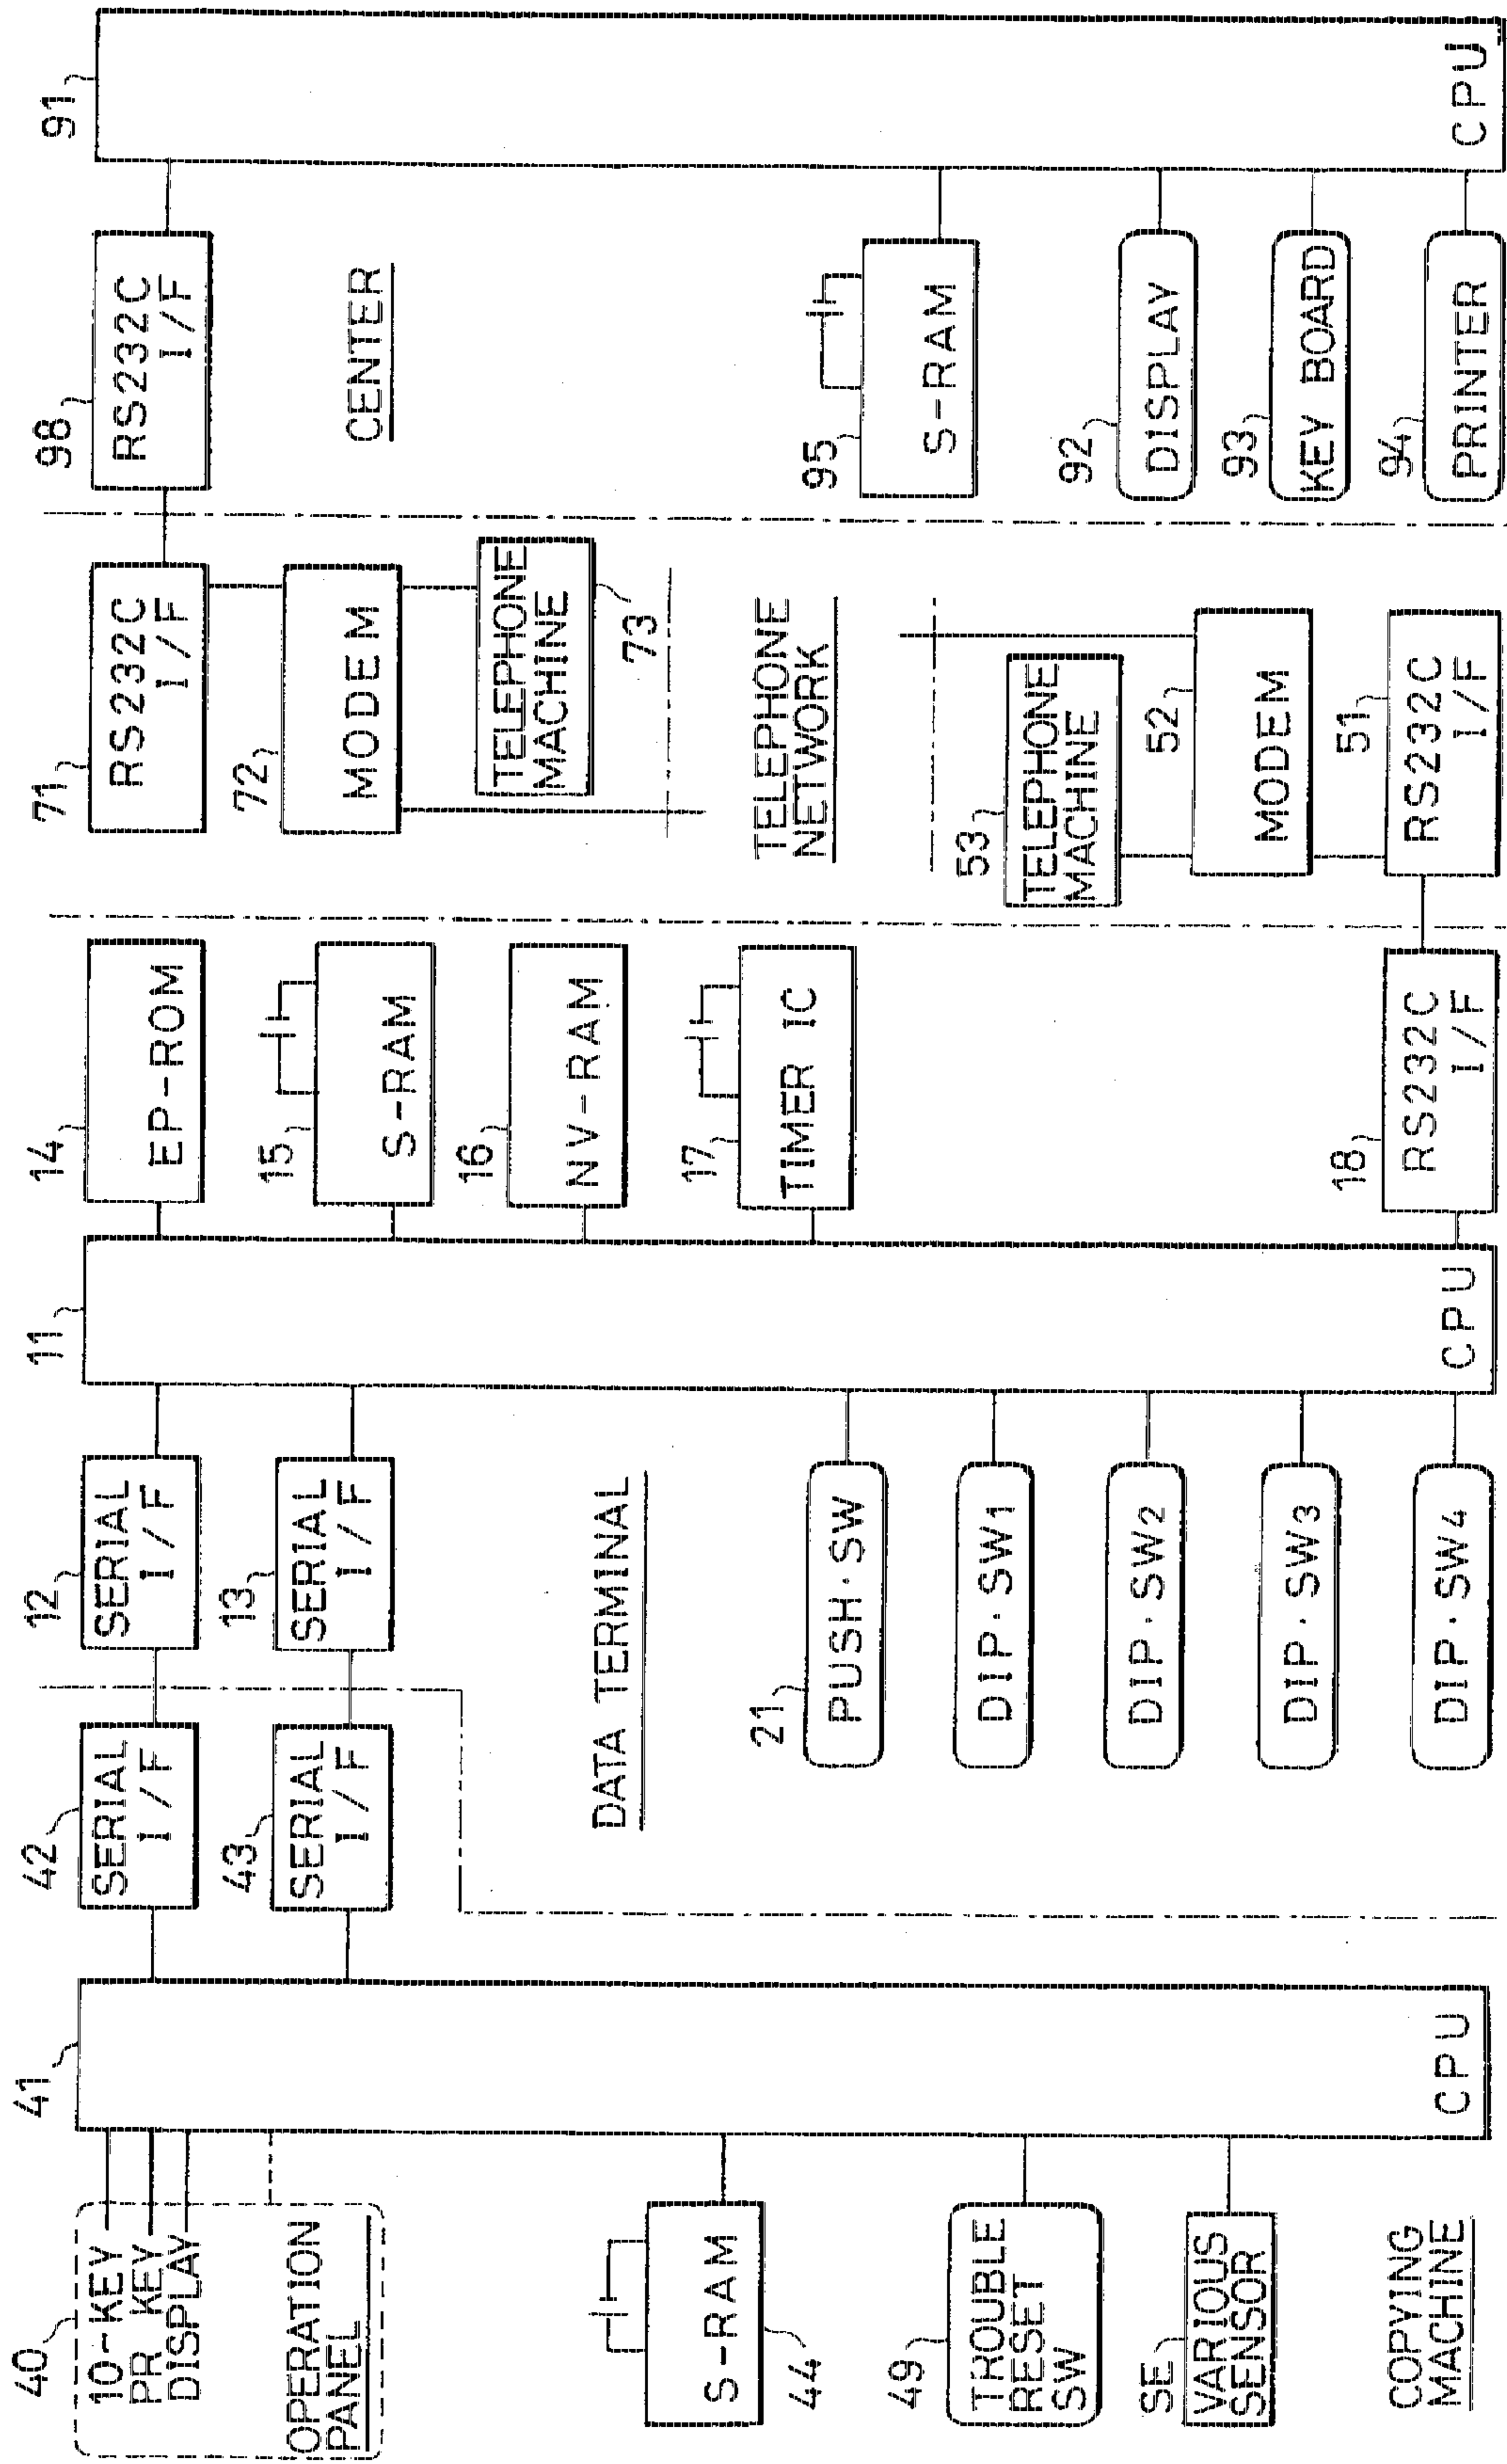 40
10-KEY
PR KEY
DISPLAY
OPERATION
PANEL
S-RAM
44
49
TROUBLE
RESET
SW
SE
VARIOUS
SENSOR
COPYING
MACHINE
41
CPU
42
SERIAL
I/F
43
SERIAL
I/F
12
SERIAL
I/F
13
SERIAL
I/F
DATA TERMINAL
21
PUSH·SW
DIP·SW1
DIP·SW2
DIP·SW3
DIP·SW4
11
CPU
14
EP-ROM
15
S-RAM
16
NV-RAM
17
TIMER IC
18
RS232C
I/F
71
RS232C
I/F
72
MODEM
TELEPHONE
MACHINE
73
TELEPHONE
NETWORK
53
TELEPHONE
MACHINE
52
MODEM
51
RS232C
I/F
98
RS232C
I/F
CENTER
95
S-RAM
92
DISPLAY
93
KEY BOARD
94
PRINTER
91
CPU